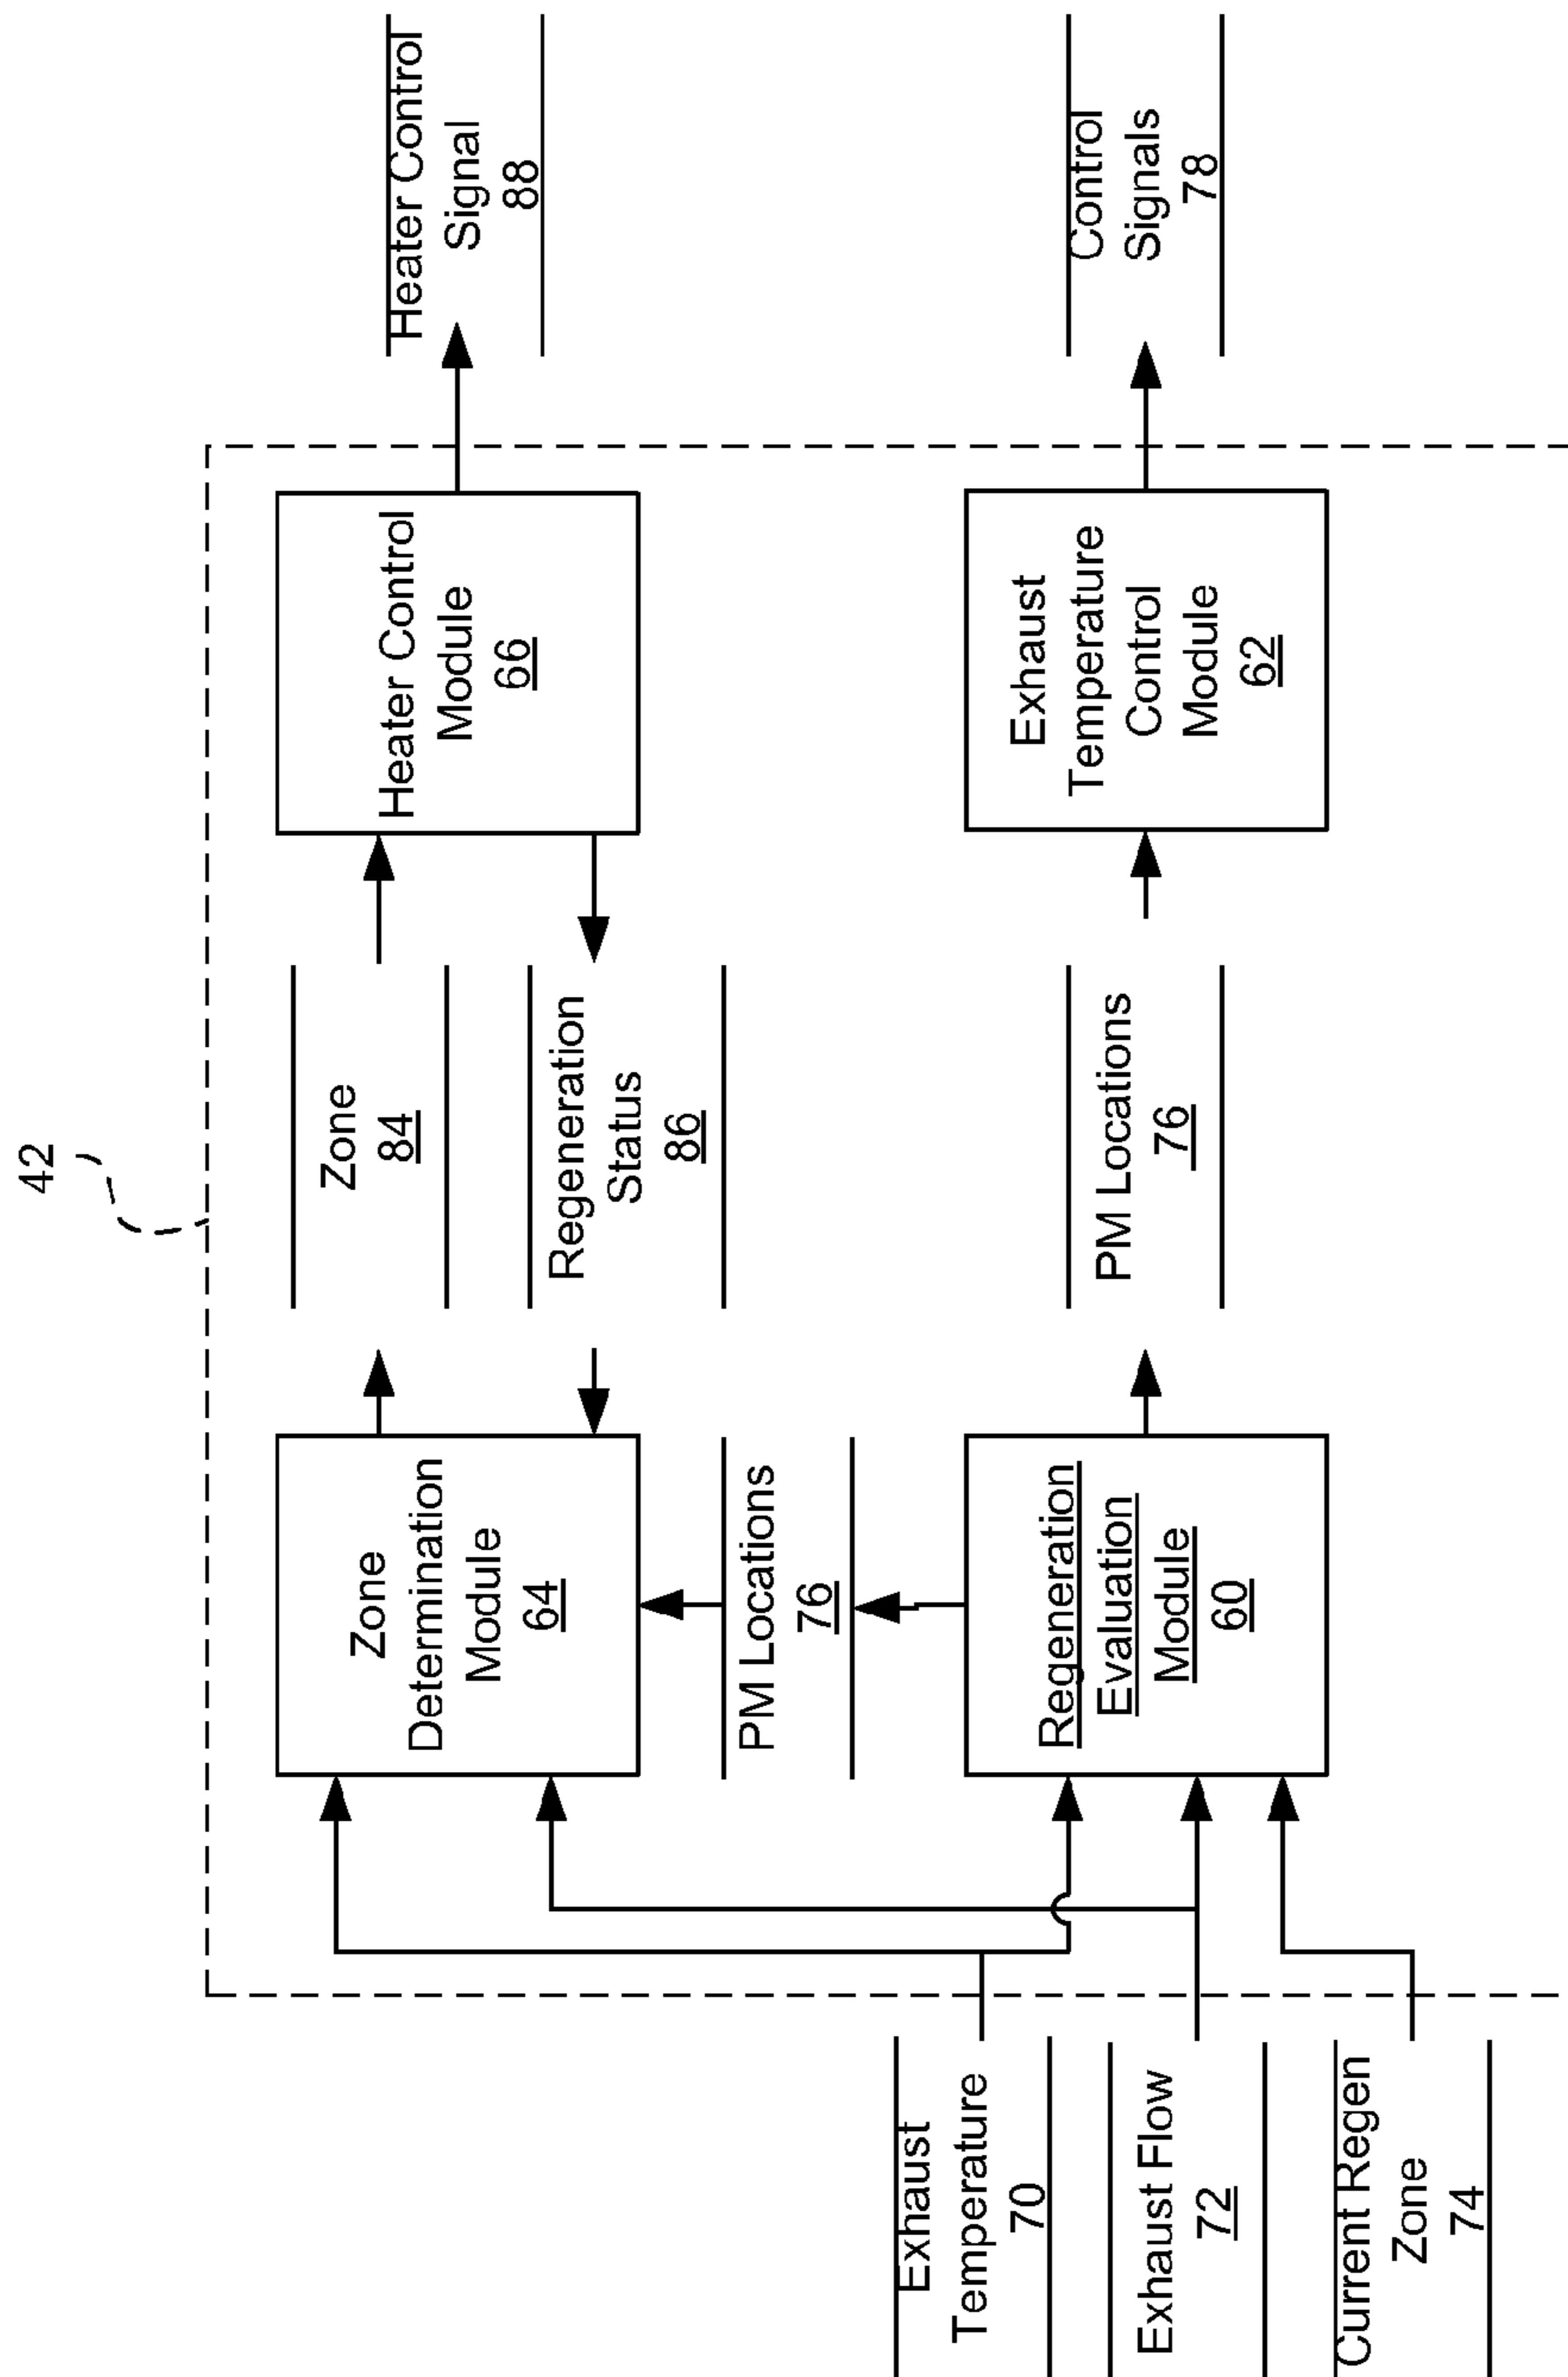 42
Exhaust
Temperature
70
Exhaust Flow
72
Current Regen
Zone
74
Zone
Determination
Module
64
PM Locations
76
Regeneration
Evaluation
Module
60
Zone
84
Regeneration
Status
86
PM Locations
76
Heater Control
Module
66
Exhaust
Temperature
Control
Module
62
Heater Control
Signal
88
Control
Signals
78